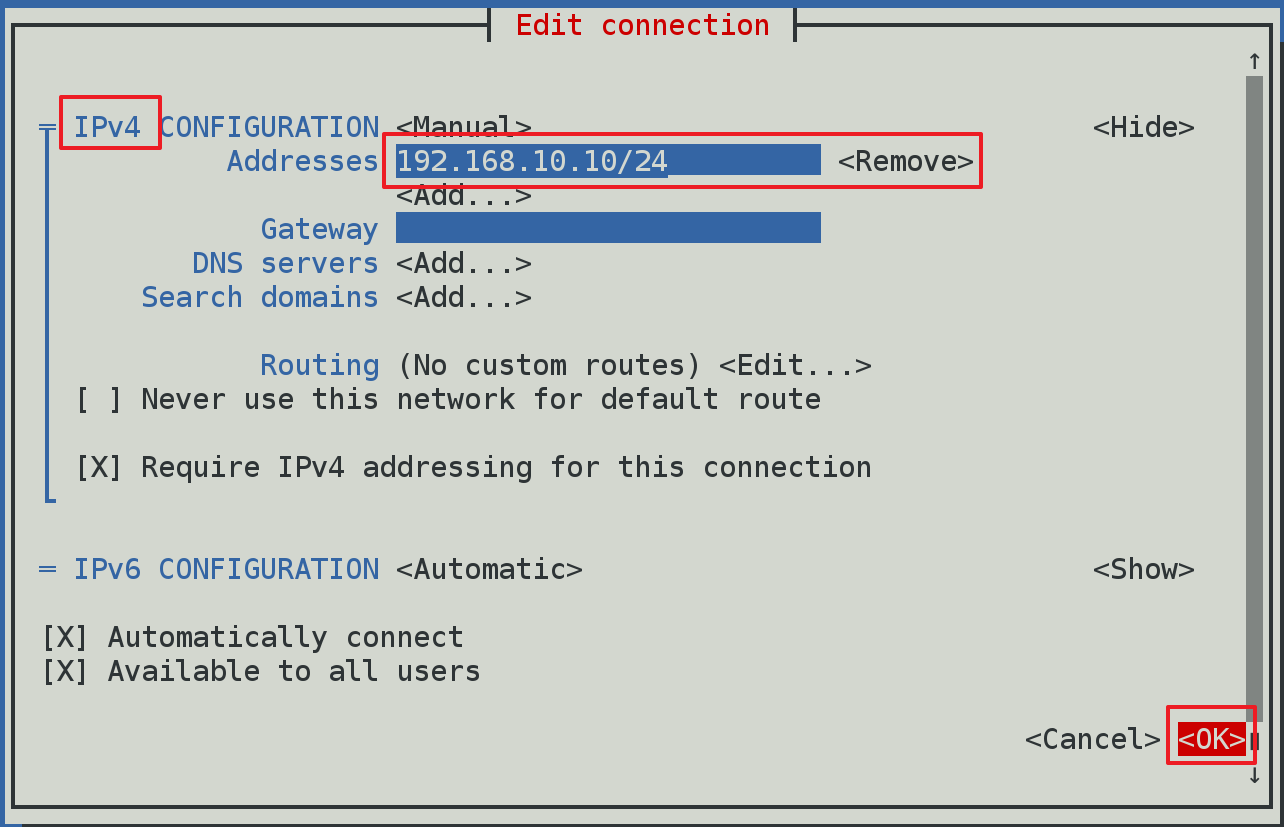 Edit connection
↑
═ IPv4 CONFIGURATION <Manual> <Hide>
Addresses 192.168.10.10/24 <Remove>
<Add...>
Gateway
DNS servers <Add...>
Search domains <Add...>
Routing (No custom routes) <Edit...>
[ ] Never use this network for default route
[X] Require IPv4 addressing for this connection
═ IPv6 CONFIGURATION <Automatic> <Show>
[X] Automatically connect
[X] Available to all users
<Cancel> <OK>
↓